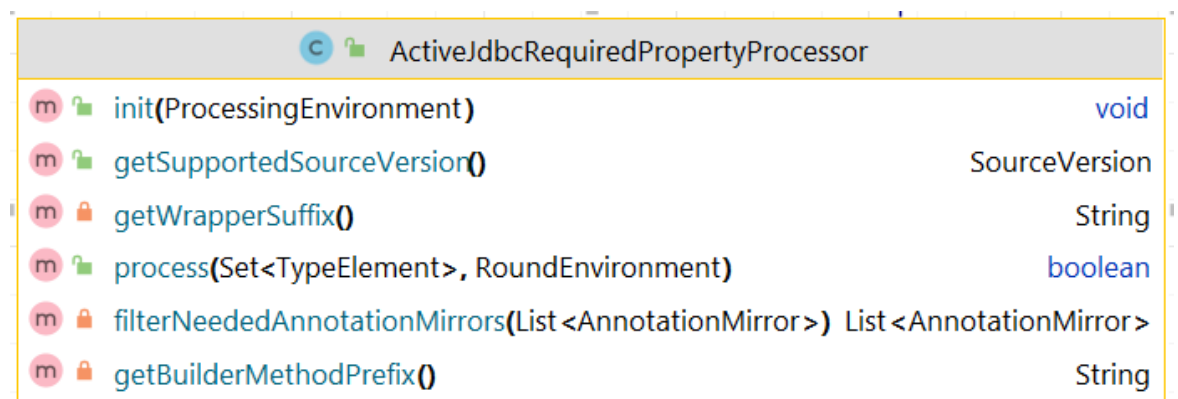 C ActiveJdbcRequiredPropertyProcessor
m init(ProcessingEnvironment) void
m getSupportedSourceVersion() SourceVersion
m getWrapperSuffix() String
m process(Set<TypeElement>, RoundEnvironment) boolean
m filterNeededAnnotationMirrors(List<AnnotationMirror>) List<AnnotationMirror>
m getBuilderMethodPrefix() String